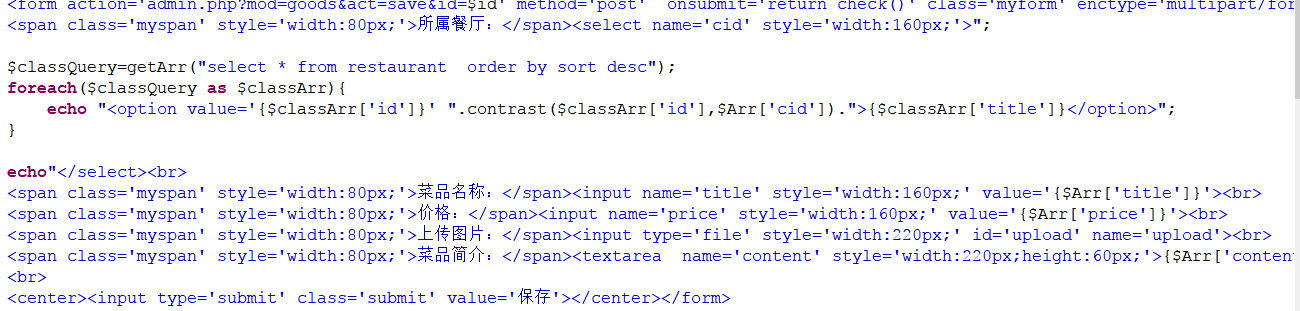 <form action='admin.php?mod=goods&act=save&id=$id' method='post'  onsubmit='return check()' class='myform' enctype='multipart/for
<span class='myspan' style='width:80px;'>所属餐厅：</span><select name='cid' style='width:160px;'>";
$classQuery=getArr("select * from restaurant  order by sort desc");
foreach($classQuery as $classArr){
    echo "<option value='{$classArr['id']}' ".contrast($classArr['id'],$Arr['cid']).">{$classArr['title']}</option>";
}
echo"</select><br>
<span class='myspan' style='width:80px;'>菜品名称：</span><input name='title' style='width:160px;' value='{$Arr['title']}'><br>
<span class='myspan' style='width:80px;'>价格：</span><input name='price' style='width:160px;' value='{$Arr['price']}'><br>
<span class='myspan' style='width:80px;'>上传图片：</span><input type='file' style='width:220px;' id='upload' name='upload'><br>
<span class='myspan' style='width:80px;'>菜品简介：</span><textarea  name='content' style='width:220px;height:60px;'>{$Arr['conten
<br>
<center><input type='submit' class='submit' value='保存'></center></form>